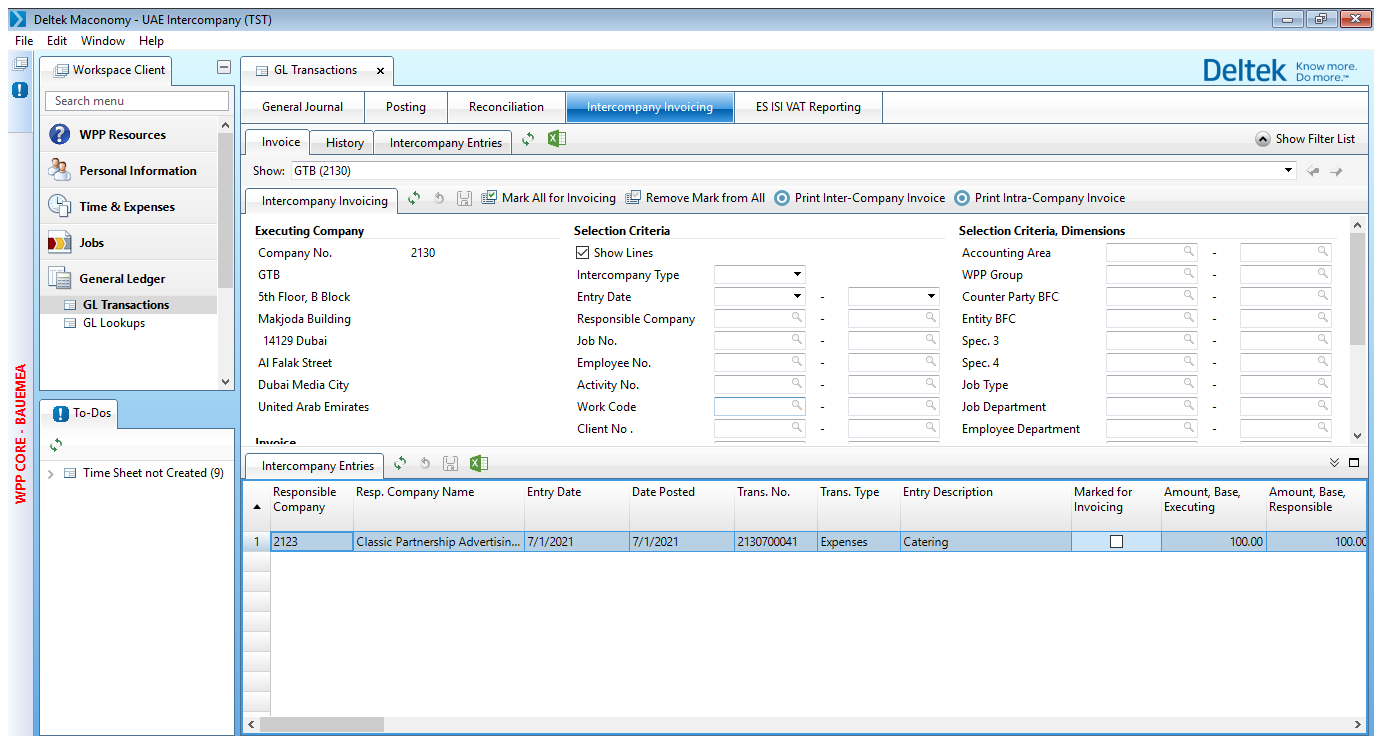 Deltek Maconomy - UAE Intercompany (TST)
File Edit Window Help
Workspace Client
Search menu
WPP Resources
Personal Information
Time & Expenses
Jobs
General Ledger
GL Transactions
GL Lookups
To-Dos
Time Sheet not Created (9)
WPP CORE - BAUEMEA
GL Transactions
Deltek Know more. Do more.™
General Journal Posting Reconciliation Intercompany Invoicing ES ISI VAT Reporting
Invoice History Intercompany Entries Show Filter List
Show: GTB (2130)
Intercompany Invoicing Mark All for Invoicing Remove Mark from All Print Inter-Company Invoice Print Intra-Company Invoice
Executing Company
Company No. 2130
GTB
5th Floor, B Block
Makjoda Building
14129 Dubai
Al Falak Street
Dubai Media City
United Arab Emirates
Invoice
Selection Criteria
Show Lines
Intercompany Type
Entry Date -
Responsible Company -
Job No. -
Employee No. -
Activity No. -
Work Code -
Client No . -
Selection Criteria, Dimensions
Accounting Area -
WPP Group -
Counter Party BFC -
Entity BFC -
Spec. 3 -
Spec. 4 -
Job Type -
Job Department -
Employee Department -
Intercompany Entries
Responsible Company Resp. Company Name Entry Date Date Posted Trans. No. Trans. Type Entry Description Marked for Invoicing Amount, Base, Executing Amount, Base, Responsible
1 2123 Classic Partnership Advertisin... 7/1/2021 7/1/2021 2130700041 Expenses Catering 100.00 100.00